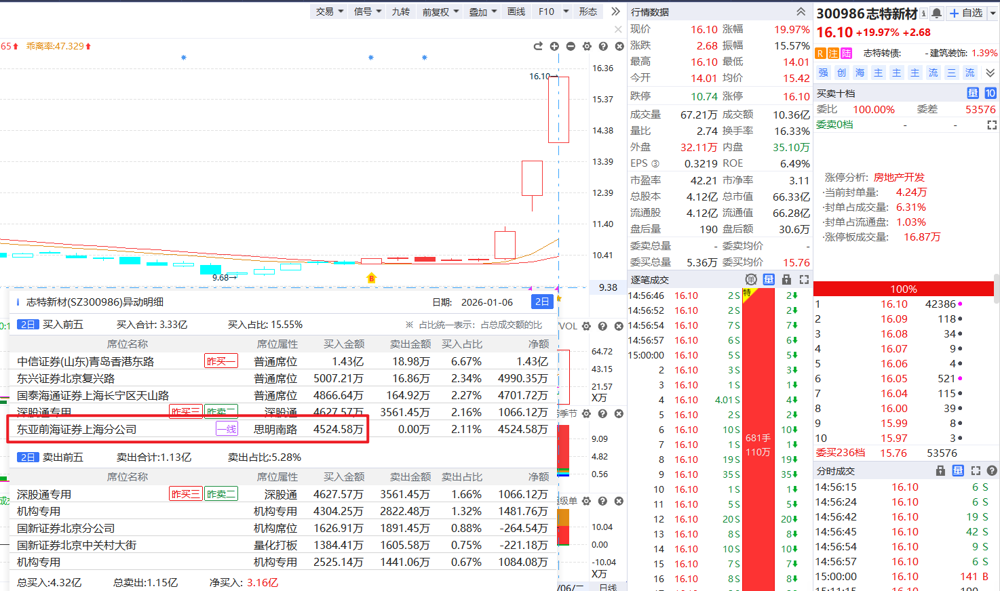 交易 信号 九转 前复权 叠加 画线 F10 形态
65 乖离率:47.329
16.10
16.36
15.37
14.38
13.39
12.39
11.40
10.41
9.68
B
9.38
志特新材(SZ300986)异动明细 日期: 2026-01-06 2日
2日 买入前五 买入合计: 3.33亿 买入占比: 15.55% ※ 占比统一表示：占总成交额的比
席位名称 席位属性 买入金额 卖出金额 买入占比 净额
中信证券(山东)青岛香港东路 昨买一 普通席位 1.43亿 18.98万 6.67% 1.43亿
东兴证券北京复兴路 普通席位 5007.21万 16.86万 2.34% 4990.35万
国泰海通证券上海长宁区天山路 普通席位 4866.64万 164.92万 2.27% 4701.72万
深股通专用 昨买三 昨卖二 深股通 4627.57万 3561.45万 2.16% 1066.12万
东亚前海证券上海分公司 一线 思明南路 4524.58万 0.00万 2.11% 4524.58万
2日 卖出前五 卖出合计:1.13亿 卖出占比:5.28%
席位名称 席位属性 买入金额 卖出金额 卖出占比 净额
深股通专用 昨买三 昨卖二 深股通 4627.57万 3561.45万 1.66% 1066.12万
机构专用 机构专用 4304.25万 2822.48万 1.32% 1481.76万
国新证券北京分公司 机构席位 1626.91万 1891.45万 0.88% -264.54万
国新证券北京中关村大街 量化打板 1384.41万 1605.58万 0.75% -221.18万
机构专用 机构专用 2525.14万 1441.06万 0.67% 1084.08万
总买入:4.32亿 总卖出:1.15亿 净买入: 3.16亿
VOL
64.72
43.15
21.57
X万
季节
9.09
4.82
0.56
级单
10.04
0.00
-10.04
X万
/06/二 日线
行情数据
现价 16.10 涨幅 19.97%
涨跌 2.68 振幅 15.57%
最高 16.10 最低 14.01
今开 14.01 均价 15.42
跌停 10.74 涨停 16.10
成交量 67.21万 成交额 10.36亿
量比 2.74 换手率 16.33%
外盘 32.11万 内盘 35.10万
EPS ③ 0.3219 ROE 6.49%
市盈率 42.21 市净率 3.11
总股本 4.12亿 总市值 66.33亿
流通股 4.12亿 流通值 66.28亿
盘后量 190 盘后额 30.6万
委卖总量 - 委卖均价 -
委买总量 5.36万 委买均价 15.76
逐笔成交 单 量
14:56:46 16.10 2 S
14:56:52 16.10 2 S
14:56:54 16.10 7 S
14:56:57 16.10 6 S
15:00:00 16.10 5 S
2 16.10 3 S
3 16.10 1 S
4 16.10 4.01 S
5 16.10 2 S
6 16.10 10 S
7 16.10 1 S
8 16.10 19 S
9 16.10 35 S
10 16.10 1 S
11 16.10 5 S
12 16.10 20 S
13 16.10 8 S
14 16.10 10 S
15 16.10 7 S
16 16.10 8 S
特
681手
110万
2
2
7
6
5
3
1
4
2
10
1
19
35
1
5
20
8
10
7
8
300986 志特新材 自选
16.10 +19.97% +2.68
R 注 陆 志特转债: - 建筑装饰: 1.39%
强 创 海 主 主 主 流 三 流
买卖十档 量 10
委比 100.00% 委差 53576
委卖0档 - -
涨停分析: 房地产开发
·当前封单量: 4.24万
·封单占成交量: 6.31%
·封单占流通盘: 1.03%
·涨停板成交量: 16.87万
100%
1 16.10 42386
2 16.09 118
3 16.08 34
4 16.07 9
5 16.06 4
6 16.05 521
7 16.04 115
8 16.00 39
9 15.99 8
10 15.97 3
委买236档 15.76 53576
分时成交 量
14:56:15 16.10 6 S
14:56:24 16.10 6 S
14:56:42 16.10 19 S
14:56:45 16.10 42 S
14:56:54 16.10 9 S
14:56:57 16.10 6 S
15:00:00 16.10 141 B
15:11:15 16.10 190